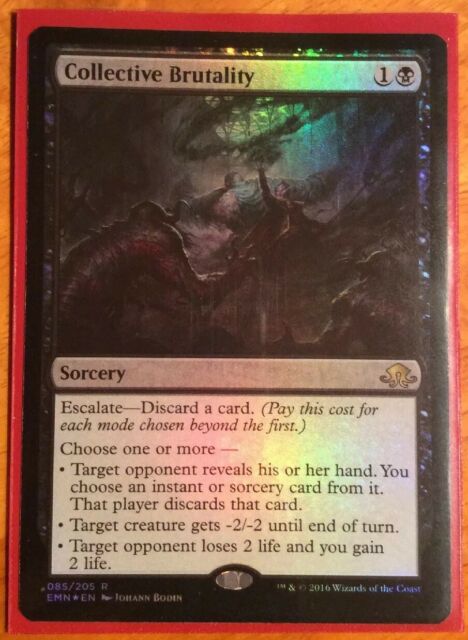 Collective Brutality 1
Sorcery
Escalate—Discard a card. (Pay this cost for
each mode chosen beyond the first.)
Choose one or more —
• Target opponent reveals his or her hand. You
choose an instant or sorcery card from it.
That player discards that card.
• Target creature gets -2/-2 until end of turn.
• Target opponent loses 2 life and you gain
2 life.
085/205 R
EMN★EN Johann Bodin
™ & © 2016 Wizards of the Coast